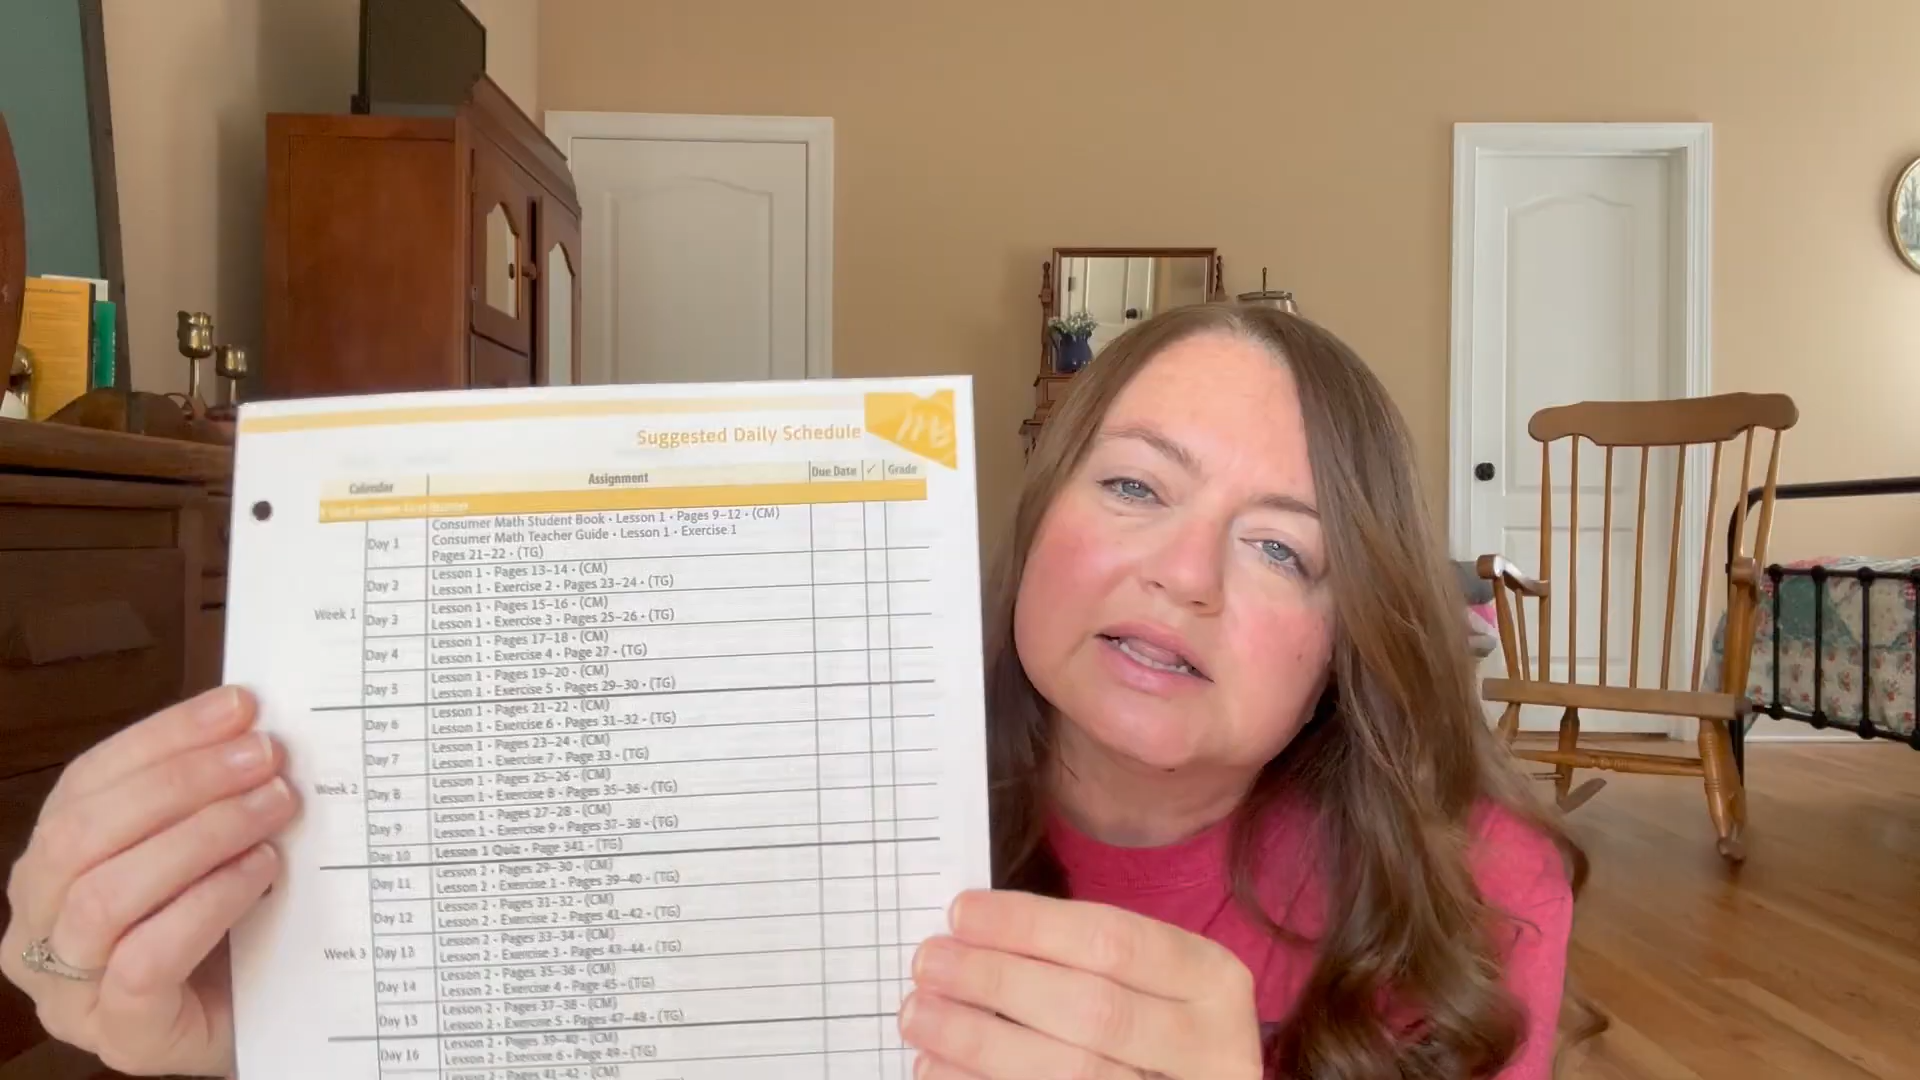 Suggested Daily Schedule
Calendar Assignment Due Date ✓ Grade
Week 1
Day 1
Consumer Math Student Book • Lesson 1 • Pages 9–12 • (CM)
Consumer Math Teacher Guide • Lesson 1 • Exercise 1
Pages 21–22 • (TG)
Day 2
Lesson 1 • Pages 13–14 • (CM)
Lesson 1 • Exercise 2 • Pages 23–24 • (TG)
Day 3
Lesson 1 • Pages 15–16 • (CM)
Lesson 1 • Exercise 3 • Pages 25–26 • (TG)
Day 4
Lesson 1 • Pages 17–18 • (CM)
Lesson 1 • Exercise 4 • Page 27 • (TG)
Day 5
Lesson 1 • Pages 19–20 • (CM)
Lesson 1 • Exercise 5 • Pages 29–30 • (TG)
Week 2
Day 6
Lesson 1 • Pages 21–22 • (CM)
Lesson 1 • Exercise 6 • Pages 31–32 • (TG)
Day 7
Lesson 1 • Pages 23–24 • (CM)
Lesson 1 • Exercise 7 • Page 33 • (TG)
Day 8
Lesson 1 • Pages 25–26 • (CM)
Lesson 1 • Exercise 8 • Pages 35–36 • (TG)
Day 9
Lesson 1 • Pages 27–28 • (CM)
Lesson 1 • Exercise 9 • Pages 37–38 • (TG)
Day 10
Lesson 1 Quiz • Page 341 • (TG)
Week 3
Day 11
Lesson 2 • Pages 29–30 • (CM)
Lesson 2 • Exercise 1 • Pages 39–40 • (TG)
Day 12
Lesson 2 • Pages 31–32 • (CM)
Lesson 2 • Exercise 2 • Pages 41–42 • (TG)
Day 13
Lesson 2 • Pages 33–34 • (CM)
Lesson 2 • Exercise 3 • Pages 43–44 • (TG)
Day 14
Lesson 2 • Pages 35–36 • (CM)
Lesson 2 • Exercise 4 • Page 45 • (TG)
Day 15
Lesson 2 • Pages 37–38 • (CM)
Lesson 2 • Exercise 5 • Pages 47–48 • (TG)
Day 16
Lesson 2 • Pages 39–40 • (CM)
Lesson 2 • Exercise 6 • Page 49 • (TG)
Lesson 2 • Pages 41–42 • (CM)